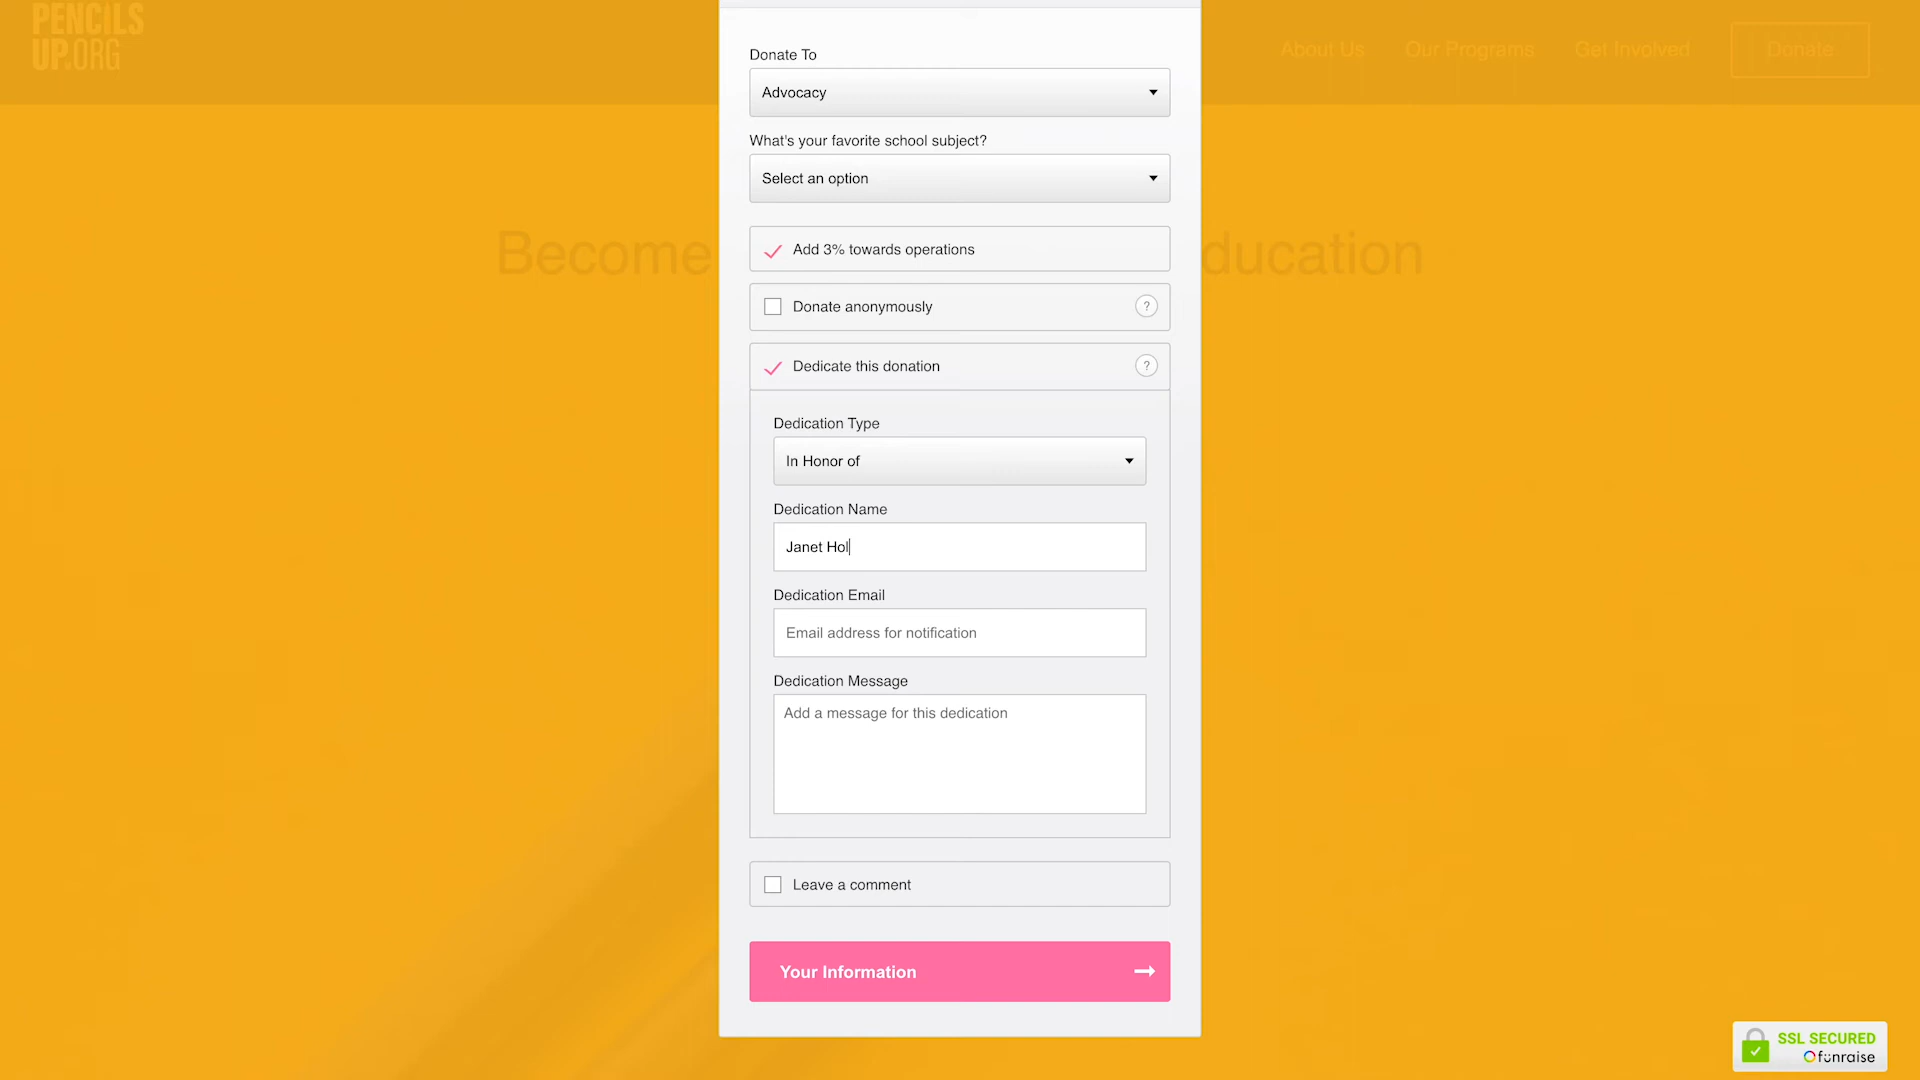 PENCILS
UP.ORG
About Us
Our Programs
Get Involved
Donate
Donate To
Advocacy
What's your favorite school subject?
Select an option
Become
ducation
Add 3% towards operations
Donate anonymously
?
Dedicate this donation
?
Dedication Type
In Honor of
Dedication Name
Janet Hol
Dedication Email
Email address for notification
Dedication Message
Add a message for this dedication
Leave a comment
Your Information
SSL SECURED
funraise